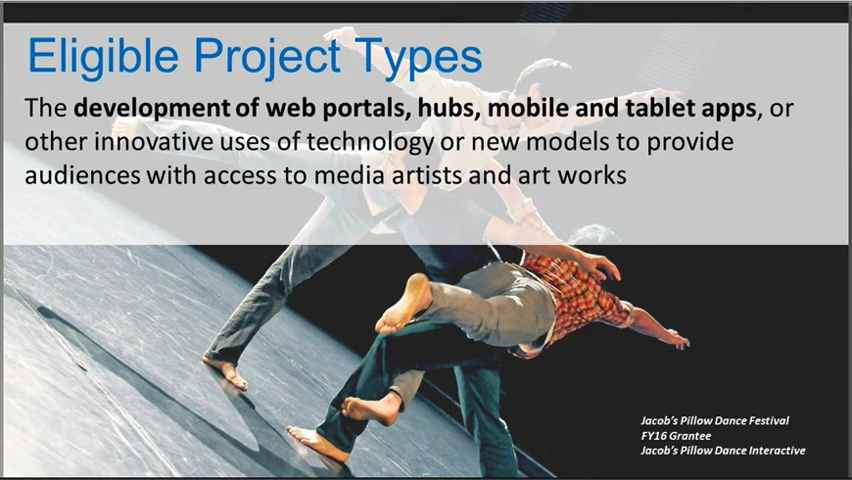 Eligible Project Types
The development of web portals, hubs, mobile and tablet apps, or
other innovative uses of technology or new models to provide
audiences with access to media artists and art works
Jacob's Pillow Dance Festival
FY16 Grantee
Jacob's Pillow Dance Interactive